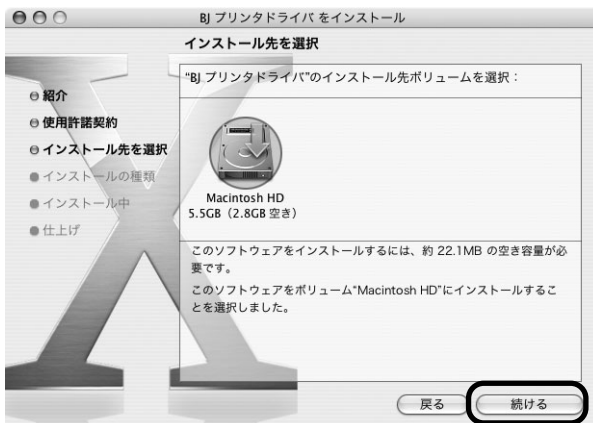 BJ プリンタドライバ をインストール
インストール先を選択
紹介
使用許諾契約
インストール先を選択
インストールの種類
インストール中
仕上げ
“BJ プリンタドライバ”のインストール先ボリュームを選択：
Macintosh HD
5.5GB（2.8GB 空き）
このソフトウェアをインストールするには、約 22.1MB の空き容量が必
要です。
このソフトウェアをボリューム“Macintosh HD”にインストールするこ
とを選択しました。
戻る
続ける